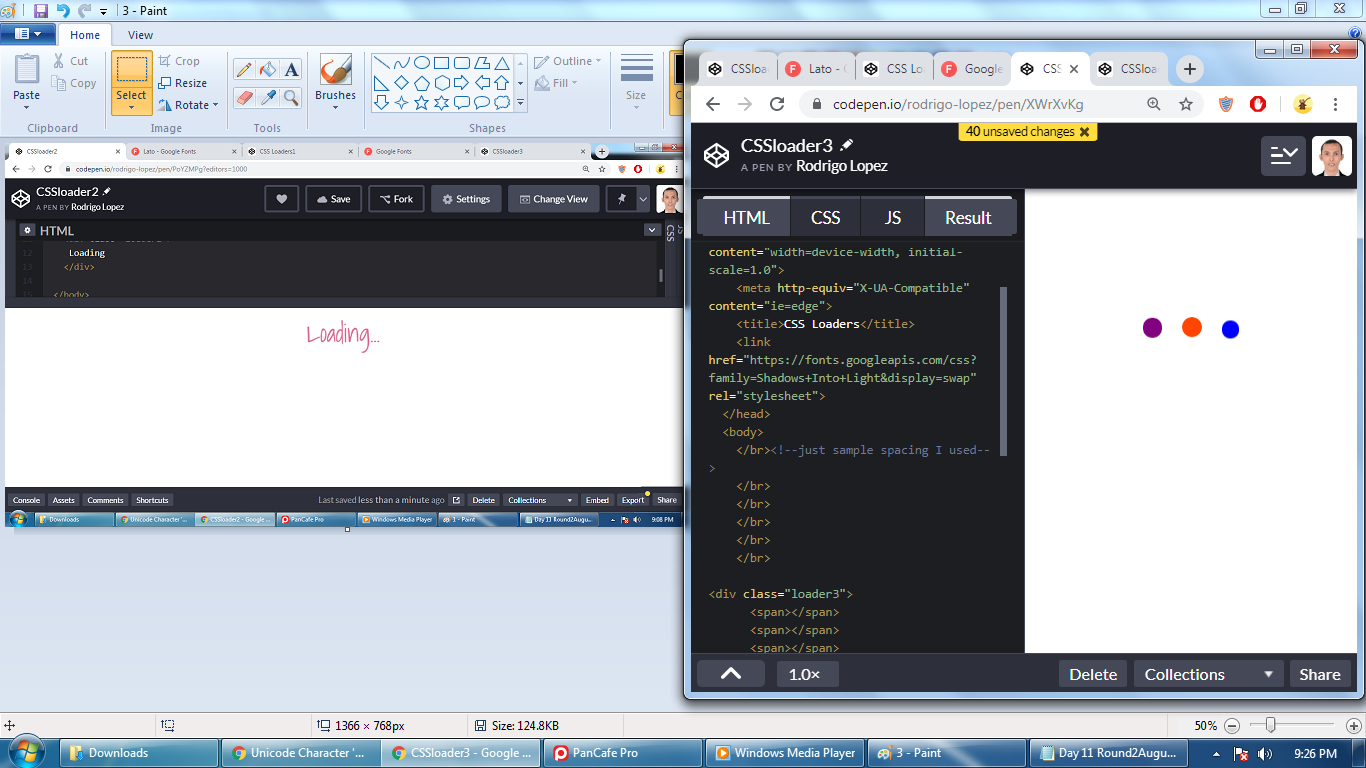 3 - Paint
Home View
Paste Cut Copy
Clipboard
Select Crop Resize Rotate
Image
A
Tools
Brushes
Shapes
Outline Fill
Size
CSSloader2 Lato - Google Fonts CSS Loaders1 Google Fonts CSSloader3
codepen.io/rodrigo-lopez/pen/PoYZMPg?editors=1000
CSSloader2
A PEN BY Rodrigo Lopez
Save Fork Settings Change View
HTML
CSS
JS
12 Loading
13 </div>
14
15 </body>
Loading...
Console Assets Comments Shortcuts Last saved less than a minute ago Delete Collections Embed Export Share
Downloads Unicode Character '... CSSloader2 - Google ... PanCafe Pro Windows Media Player 1 - Paint Day 11 Round2Augu... 9:08 PM
CSSloa Lato - CSS Lo Google CSS CSSloa
codepen.io/rodrigo-lopez/pen/XWrXvKg
40 unsaved changes
CSSloader3
A PEN BY Rodrigo Lopez
HTML CSS JS Result
content="width=device-width, initial-
scale=1.0">
<meta http-equiv="X-UA-Compatible"
content="ie=edge">
<title>CSS Loaders</title>
<link
href="https://fonts.googleapis.com/css?
family=Shadows+Into+Light&display=swap"
rel="stylesheet">
</head>
<body>
</br><!--just sample spacing I used--
>
</br>
</br>
</br>
</br>
</br>
<div class="loader3">
<span></span>
<span></span>
<span></span>
1.0× Delete Collections Share
1366 × 768px Size: 124.8KB 50%
Downloads Unicode Character '... CSSloader3 - Google ... PanCafe Pro Windows Media Player 3 - Paint Day 11 Round2Augu... 9:26 PM